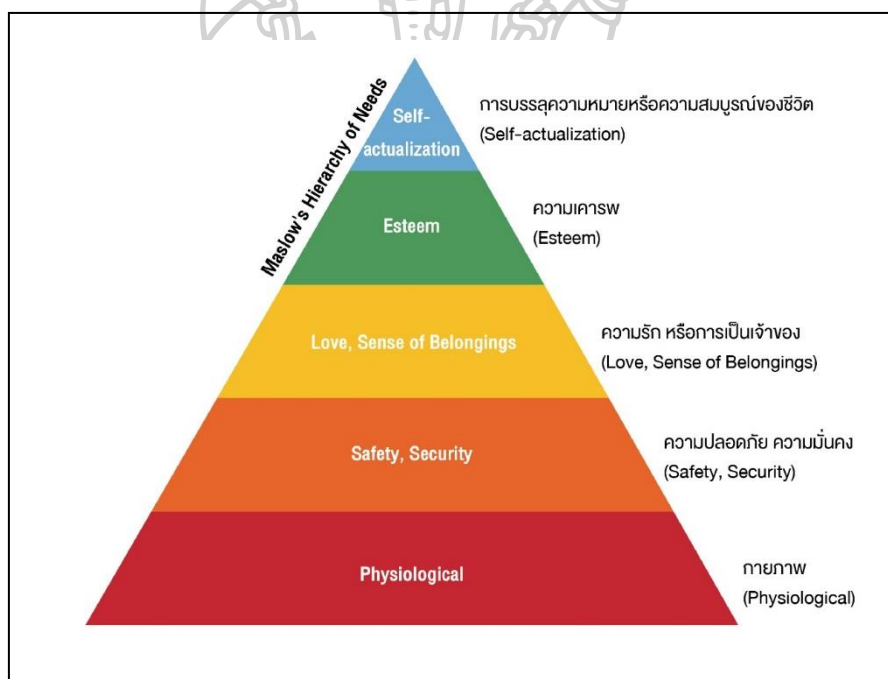 Maslow's Hierarchy of Needs
Self-
actualization
การบรรลุความหมายหรือความสมบูรณ์ของชีวิต
(Self-actualization)
Esteem
ความเคารพ
(Esteem)
Love, Sense of Belongings
ความรัก หรือการเป็นเจ้าของ
(Love, Sense of Belongings)
Safety, Security
ความปลอดภัย ความมั่นคง
(Safety, Security)
Physiological
กายภาพ
(Physiological)